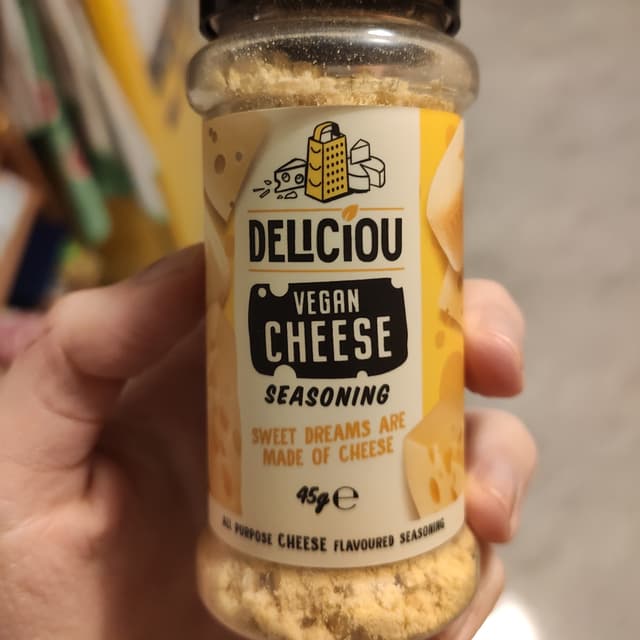 DELICIOU
VEGAN
CHEESE
SEASONING
SWEET DREAMS ARE
MADE OF CHEESE
45g ℮
ALL PURPOSE CHEESE FLAVOURED SEASONING